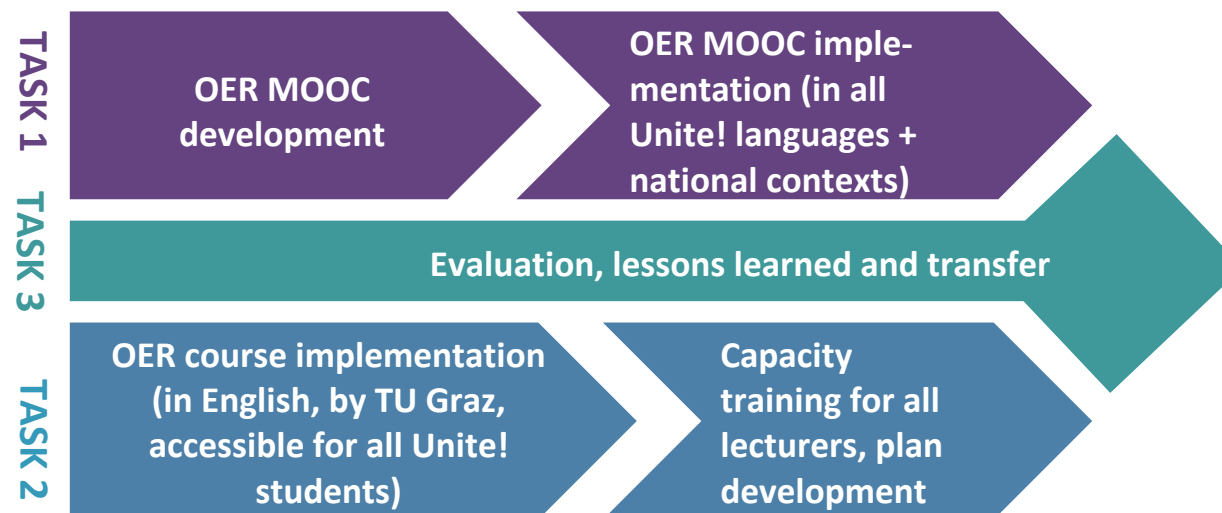 TASK 1
OER MOOC
development
OER MOOC imple-
mentation (in all
Unite! languages +
national contexts)
TASK 3
Evaluation, lessons learned and transfer
TASK 2
OER course implementation
(in English, by TU Graz,
accessible for all Unite!
students)
Capacity
training for all
lecturers, plan
development